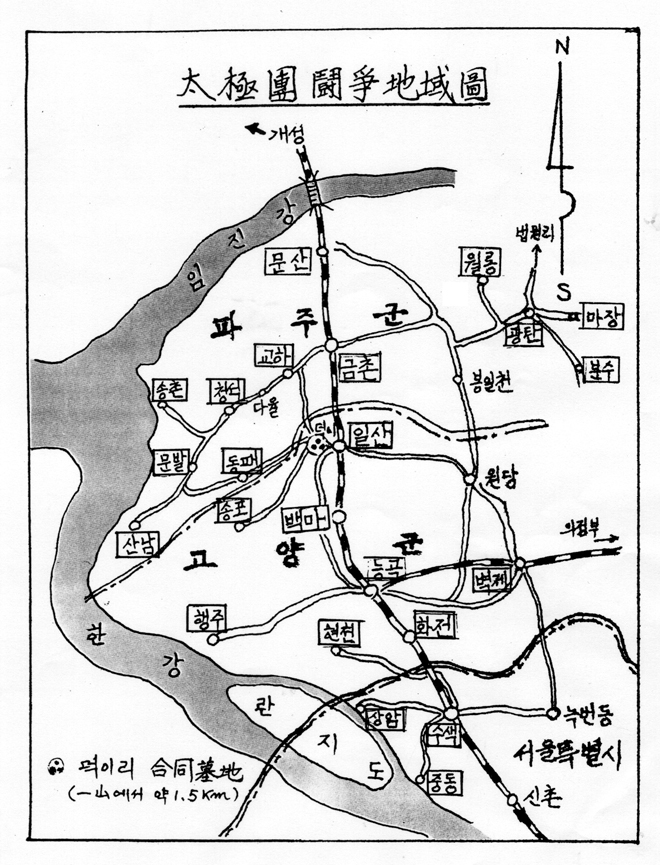 太極團 鬪爭地域圖
N
S
개성
임진강
법원리
문산
월롱
마장
광탄
분수
파주군
교하
금촌
봉일천
송촌
다율
덕이
일산
문발
동패
원당
송포
백마
산남
고양군
의정부
능곡
벽제
행주
현천
화전
한강
란지도
상암
수색
녹번동
서울특별시
중동
신촌
덕이리 合同墓地
(一山에서 약 1.5Km)